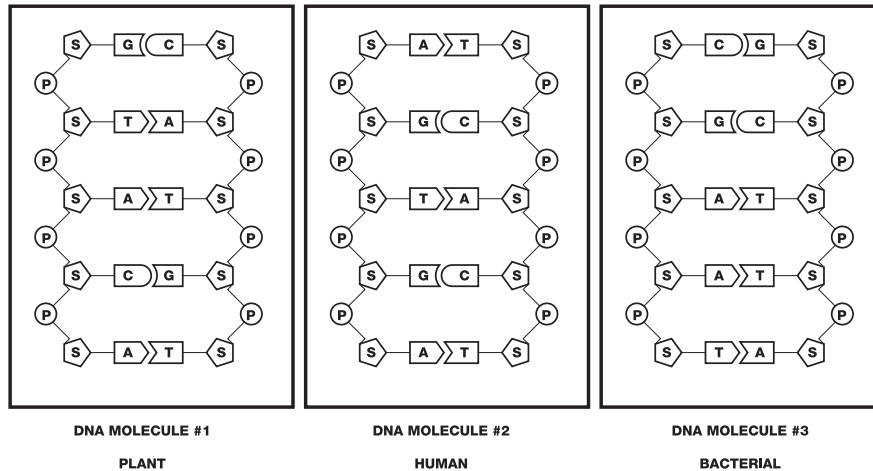 S G C S S A T S S C G S
P P P P P P
S T A S S G C S S G C S
P P P P P P
S A T S S T A S S A T S
P P P P P P
S C G S S G C S S A T S
P P P P P P
S A T S S A T S S T A S
DNA MOLECULE #1 DNA MOLECULE #2 DNA MOLECULE #3
PLANT HUMAN BACTERIAL